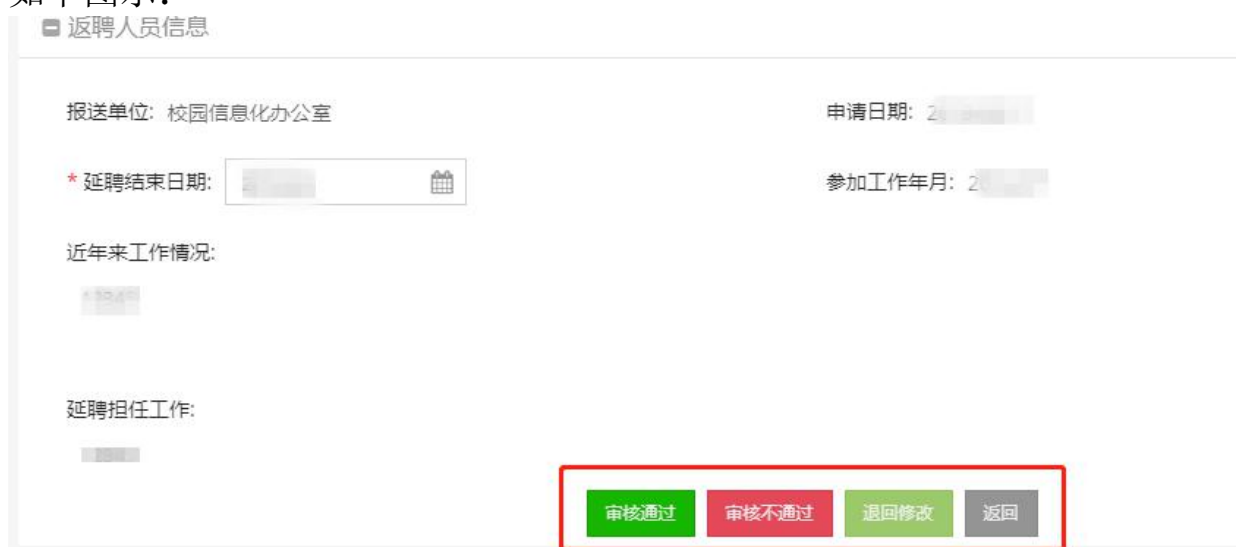 返聘人员信息
报送单位: 校园信息化办公室 申请日期: 2
* 延聘结束日期: 参加工作年月: 2
近年来工作情况:
延聘担任工作:
审核通过 审核不通过 退回修改 返回